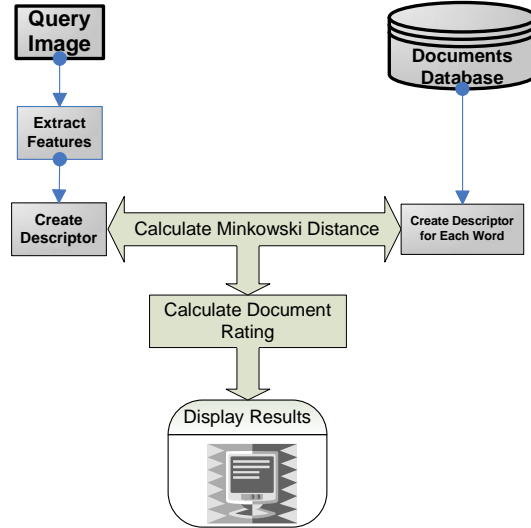 Query
Image
Documents
Database
Extract
Features
Create
Descriptor
Calculate Minkowski Distance
Create Descriptor
for Each Word
Calculate Document
Rating
Display Results